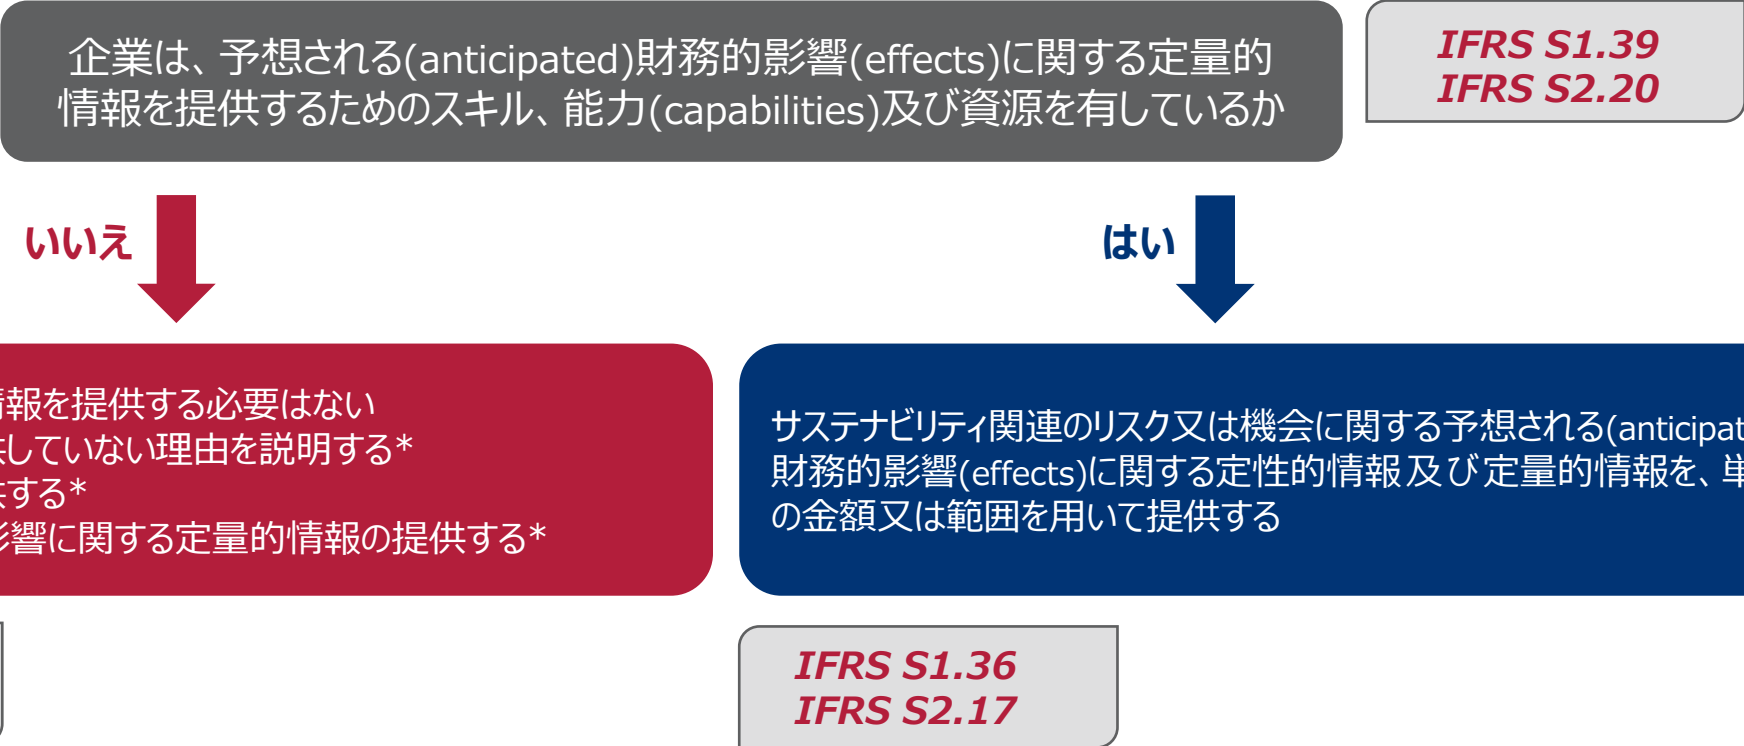 企業は、予想される(anticipated)財務的影響(effects)に関する定量的
情報を提供するためのスキル、能力(capabilities)及び資源を有しているか
IFRS S1.39
IFRS S2.20
いいえ
はい
情報を提供する必要はない
供していない理由を説明する*
供する*
影響に関する定量的情報の提供する*
サステナビリティ関連のリスク又は機会に関する予想される(anticipat
財務的影響(effects)に関する定性的情報及び定量的情報を、単
の金額又は範囲を用いて提供する
IFRS S1.36
IFRS S2.17